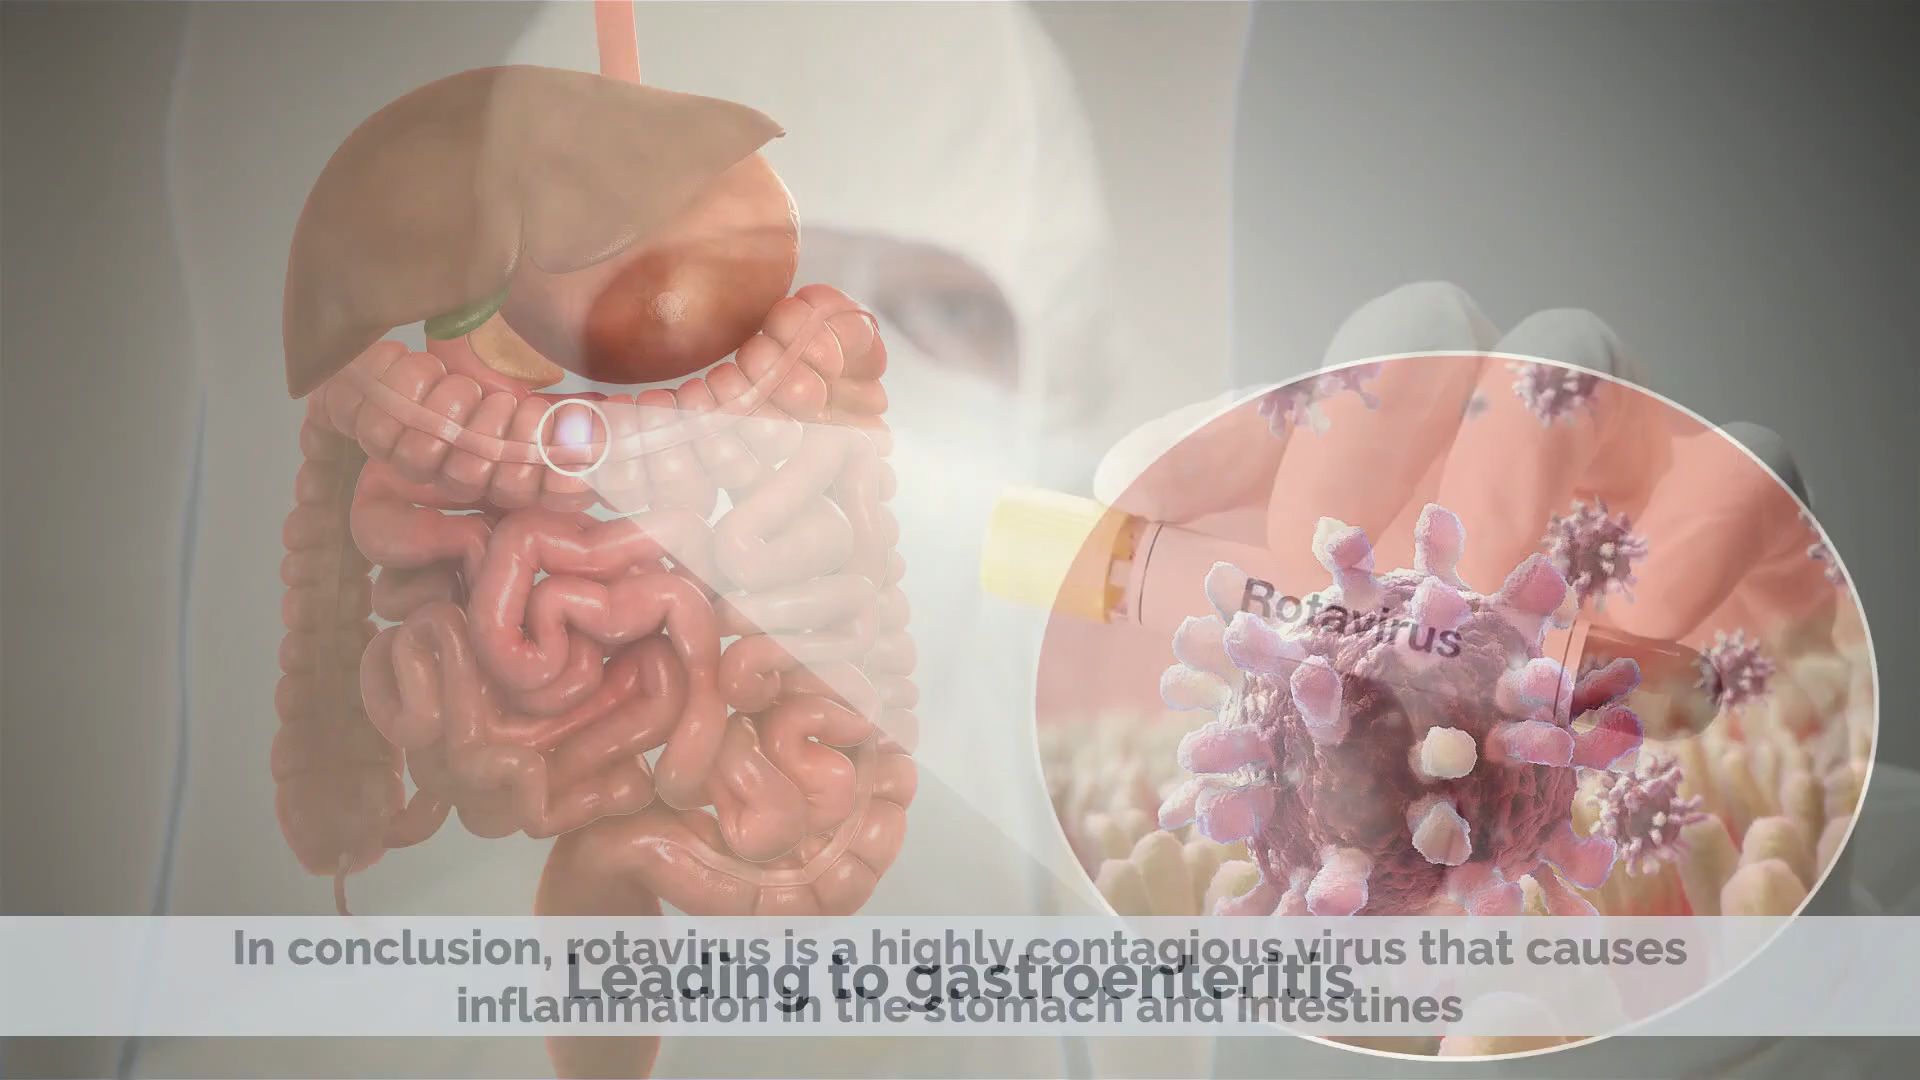 Rotavirus
In conclusion, rotavirus is a highly contagious virus that causes
inflammation in the stomach and intestines
Leading to gastroenteritis